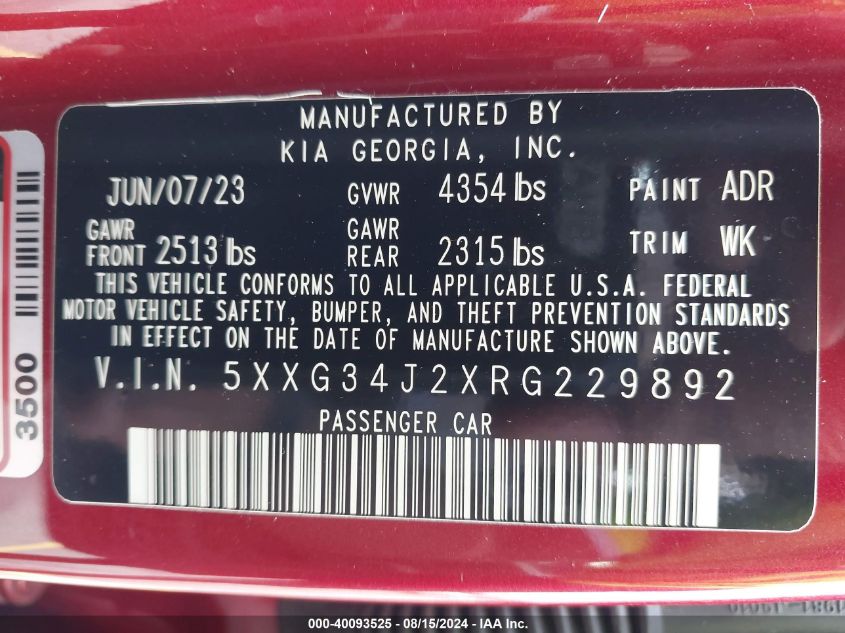 MANUFACTURED BY
KIA GEORGIA, INC.
JUN/07/23 GVWR 4354 lbs PAINT ADR
GAWR FRONT 2513 lbs GAWR REAR 2315 lbs TRIM WK
THIS VEHICLE CONFORMS TO ALL APPLICABLE U.S.A. FEDERAL
MOTOR VEHICLE SAFETY, BUMPER, AND THEFT PREVENTION STANDARDS
IN EFFECT ON THE DATE OF MANUFACTURE SHOWN ABOVE.
V.I.N. 5XXG34J2XRG229892
PASSENGER CAR
3500
000-40093525 - 08/15/2024 - IAA Inc.